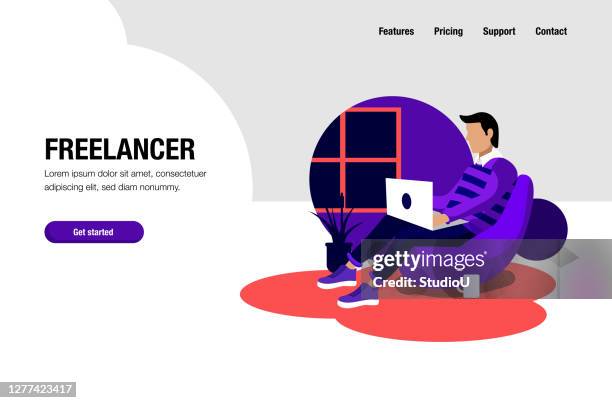 Features Pricing Support Contact
FREELANCER
Lorem ipsum dolor sit amet, consectetuer
adipiscing elit, sed diam nonummy.
Get started
gettyimages
Credit: StudioU
1277423417